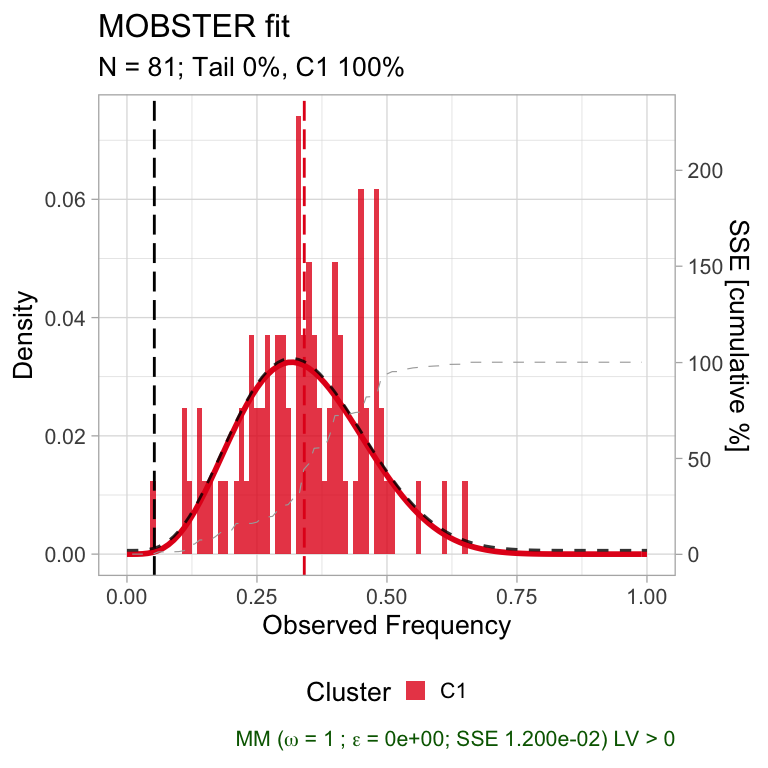 MOBSTER fit
N = 81; Tail 0%, C1 100%
Density
0.06
0.04
0.02
0.00
200
150
100
50
0
SSE [cumulative %]
0.00 0.25 0.50 0.75 1.00
Observed Frequency
Cluster C1
MM (ω = 1 ; ε = 0e+00; SSE 1.200e-02) LV > 0